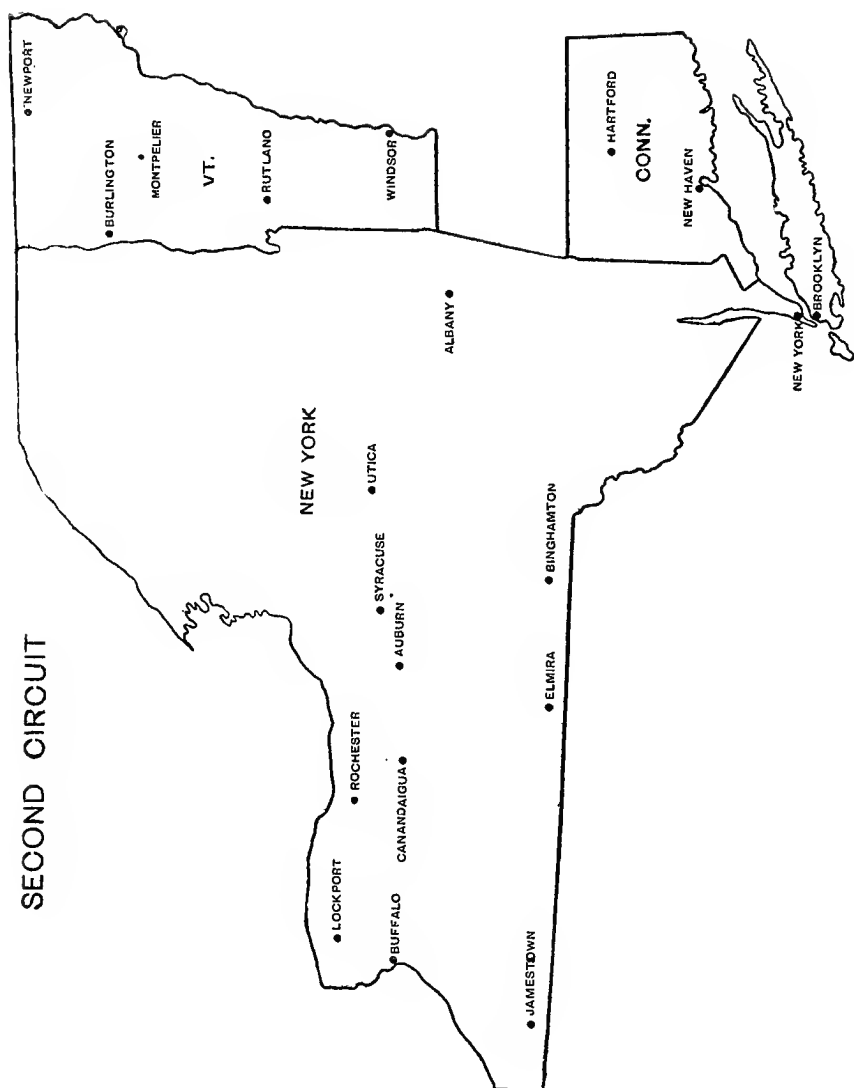 SECOND CIRCUIT
NEWPORT
BURLINGTON
MONTPELIER
VT.
RUTLAND
WINDSOR
NEW YORK
LOCKPORT
ROCHESTER
SYRACUSE
UTICA
BUFFALO
CANANDAIGUA
AUBURN
ALBANY
JAMESTOWN
ELMIRA
BINGHAMTON
HARTFORD
CONN.
NEW HAVEN
NEW YORK
BROOKLYN